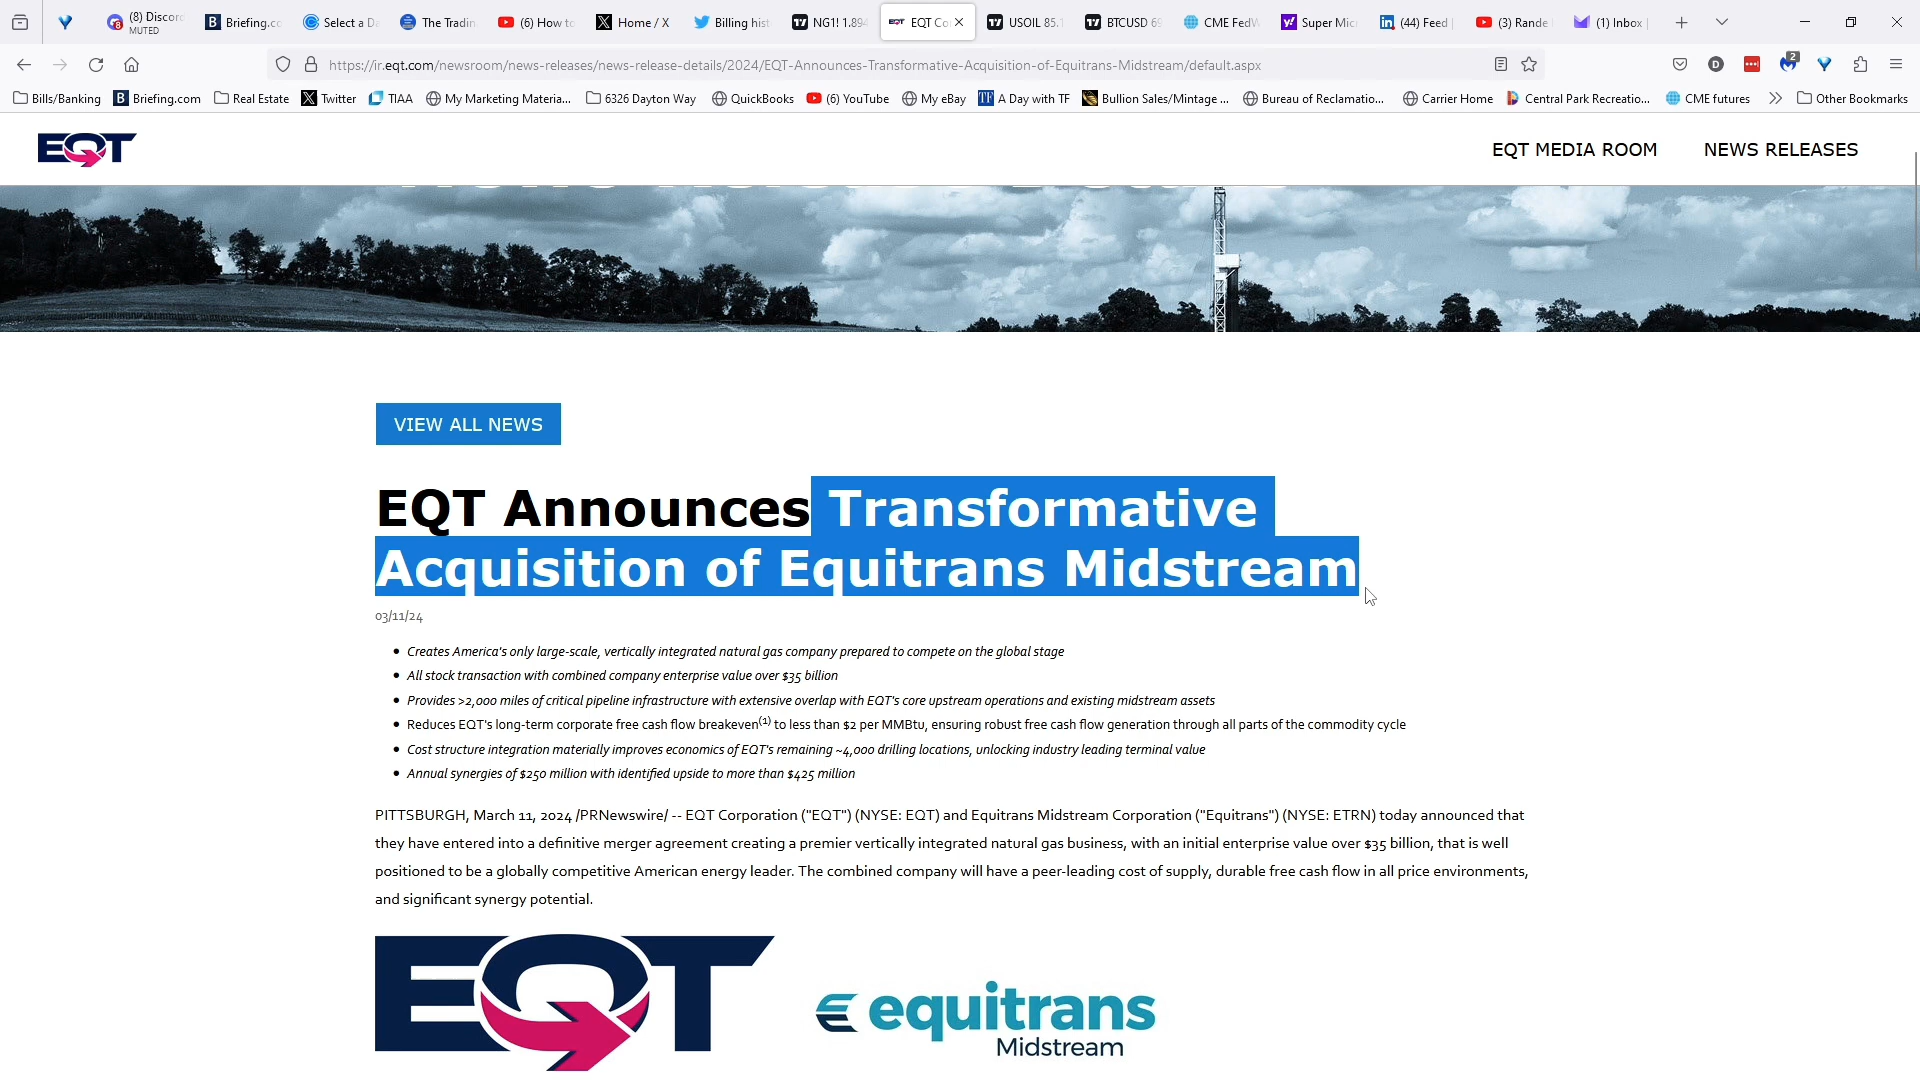 (8) Discord
MUTED
Briefing.co
Select a Da
The Tradin
(6) How to
Home / X
Billing hist
NG1! 1.894
EQT Co
USOIL 85.1
BTCUSD 69
CME FedW
Super Mic
(44) Feed
(3) Rande
(1) Inbox
https://ir.eqt.com/newsroom/news-releases/news-release-details/2024/EQT-Announces-Transformative-Acquisition-of-Equitrans-Midstream/default.aspx
2
Bills/Banking
Briefing.com
Real Estate
Twitter
TIAA
My Marketing Materia...
6326 Dayton Way
QuickBooks
(6) YouTube
My eBay
A Day with TF
Bullion Sales/Mintage ...
Bureau of Reclamatio...
Carrier Home
Central Park Recreatio...
CME futures
Other Bookmarks
EQT
EQT MEDIA ROOM
NEWS RELEASES
VIEW ALL NEWS
EQT Announces Transformative
Acquisition of Equitrans Midstream
03/11/24
• Creates America's only large-scale, vertically integrated natural gas company prepared to compete on the global stage
• All stock transaction with combined company enterprise value over $35 billion
• Provides >2,000 miles of critical pipeline infrastructure with extensive overlap with EQT's core upstream operations and existing midstream assets
• Reduces EQT's long-term corporate free cash flow breakeven(1) to less than $2 per MMBtu, ensuring robust free cash flow generation through all parts of the commodity cycle
• Cost structure integration materially improves economics of EQT's remaining ~4,000 drilling locations, unlocking industry leading terminal value
• Annual synergies of $250 million with identified upside to more than $425 million
PITTSBURGH, March 11, 2024 /PRNewswire/ -- EQT Corporation ("EQT") (NYSE: EQT) and Equitrans Midstream Corporation ("Equitrans") (NYSE: ETRN) today announced that
they have entered into a definitive merger agreement creating a premier vertically integrated natural gas business, with an initial enterprise value over $35 billion, that is well
positioned to be a globally competitive American energy leader. The combined company will have a peer-leading cost of supply, durable free cash flow in all price environments,
and significant synergy potential.
EQT
equitrans
Midstream